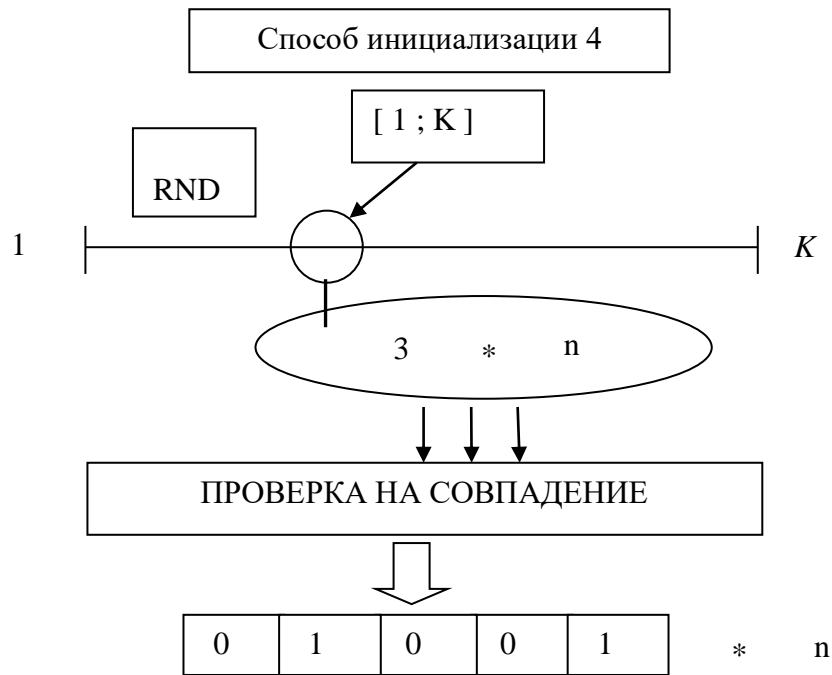 Способ инициализации 4
[ 1 ; K ]
RND
1 K
3 * n
ПРОВЕРКА НА СОВПАДЕНИЕ
0 1 0 0 1 * n